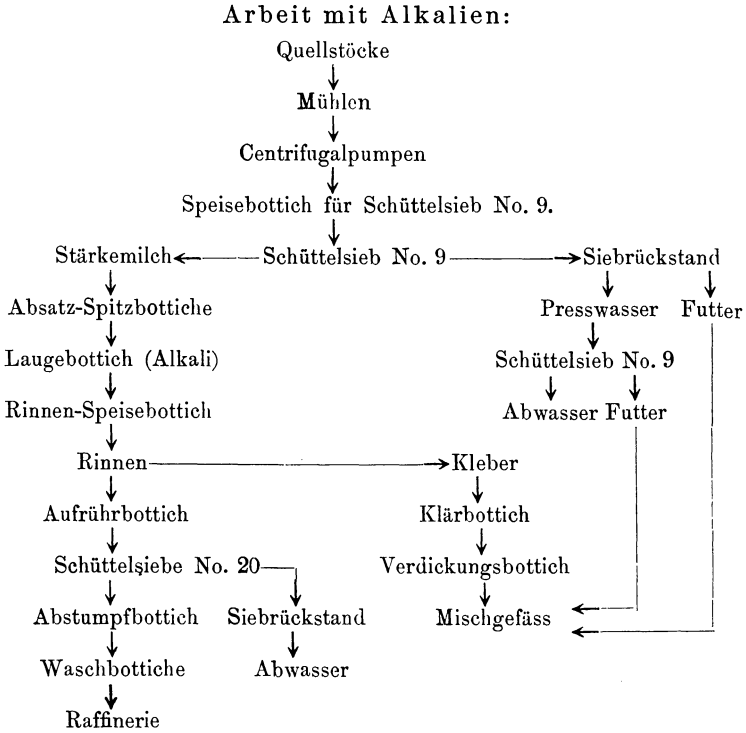 Arbeit mit Alkalien:
Quellstöcke
Mühlen
Centrifugalpumpen
Speisebottich für Schüttelsieb No. 9.
Stärkemilch Schüttelsieb No. 9 Siebrückstand
Absatz-Spitzbottiche Presswasser Futter
Laugebottich (Alkali) Schüttelsieb No. 9
Rinnen-Speisebottich Abwasser Futter
Rinnen Kleber
Aufrührbottich Klärbottich
Schüttelsiebe No. 20 Verdickungsbottich
Abstumpfbottich Siebrückstand Mischgefäss
Waschbottiche Abwasser
Raffinerie